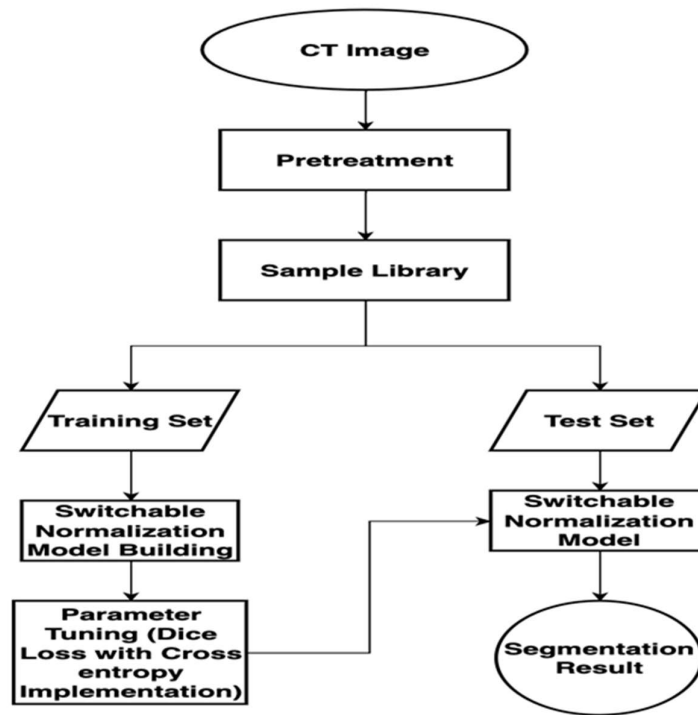 CT Image
Pretreatment
Sample Library
Training Set
Test Set
Switchable
Normalization
Model Building
Switchable
Normalization
Model
Parameter
Tuning (Dice
Loss with Cross
entropy
Implementation)
Segmentation
Result